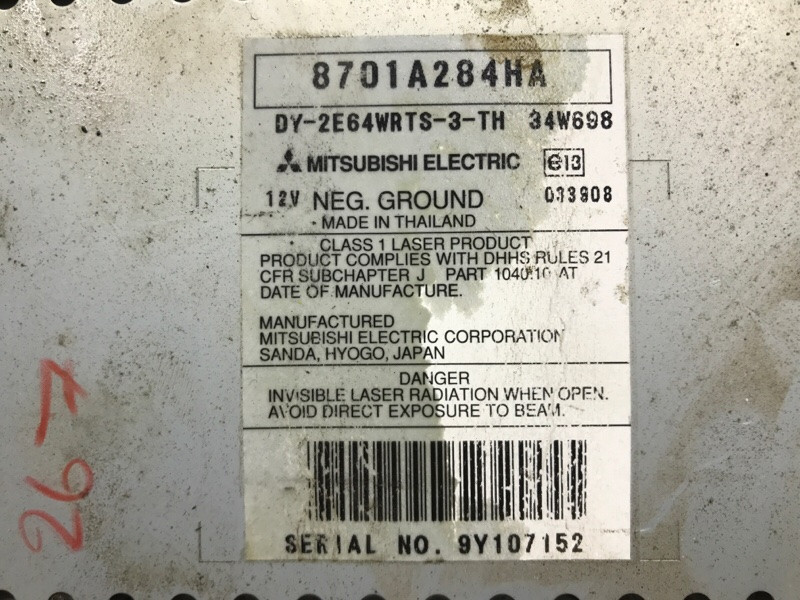 8701A284HA
DY-2E64WRTS-3-TH 34W698
MITSUBISHI ELECTRIC e13
12V NEG. GROUND 033908
MADE IN THAILAND
CLASS 1 LASER PRODUCT
PRODUCT COMPLIES WITH DHHS RULES 21
CFR SUBCHAPTER J PART 1040.10 AT
DATE OF MANUFACTURE.
MANUFACTURED
MITSUBISHI ELECTRIC CORPORATION
SANDA, HYOGO, JAPAN
DANGER
INVISIBLE LASER RADIATION WHEN OPEN.
AVOID DIRECT EXPOSURE TO BEAM.
SERIAL NO. 9Y107152
267